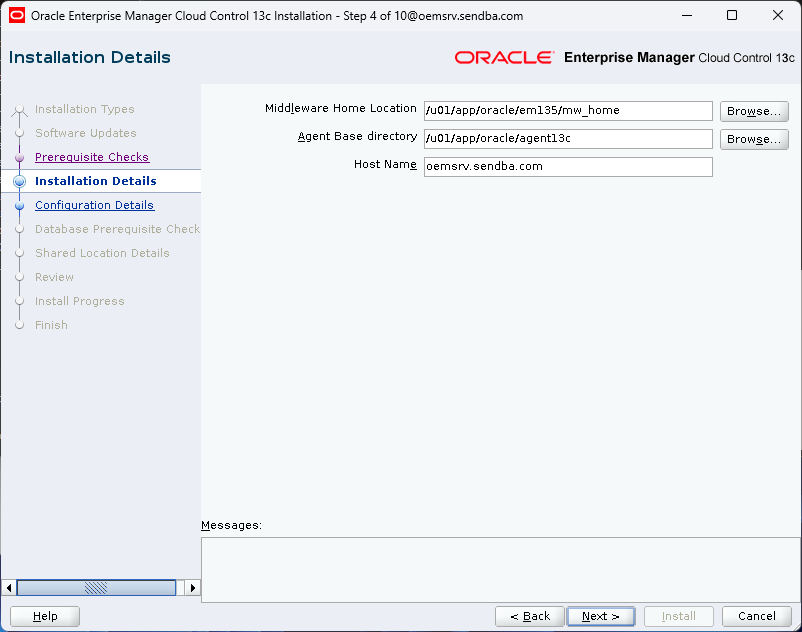 Oracle Enterprise Manager Cloud Control 13c Installation - Step 4 of 10@oemsrv.sendba.com
Installation Details
ORACLE Enterprise Manager Cloud Control 13c
Installation Types
Software Updates
Prerequisite Checks
Installation Details
Configuration Details
Database Prerequisite Check
Shared Location Details
Review
Install Progress
Finish
Middleware Home Location /u01/app/oracle/em135/mw_home Browse...
Agent Base directory /u01/app/oracle/agent13c Browse...
Host Name oemsrv.sendba.com
Messages:
Help < Back Next > Install Cancel